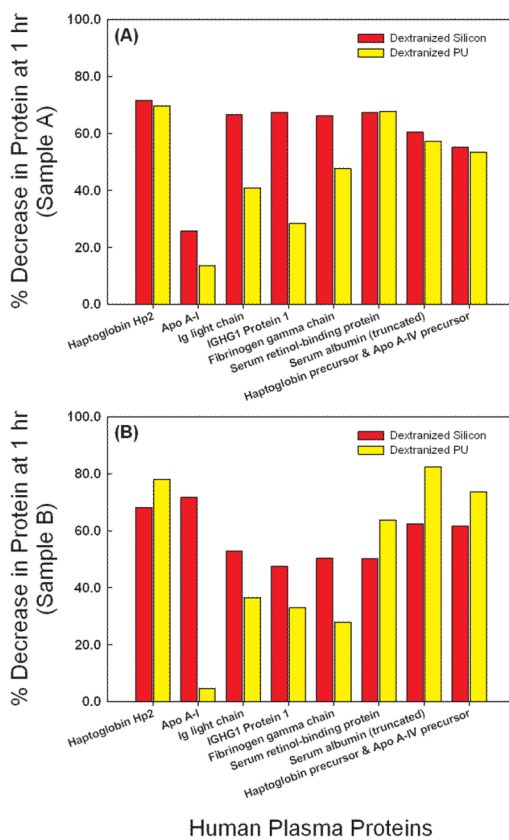 100.0
(A)
Dextranized Silicon
Dextranized PU
80.0
60.0
40.0
20.0
0.0
% Decrease in Protein at 1 hr
(Sample A)
Haptoglobin Hp2
Apo A-I
Ig light chain
IGHG1 Protein 1
Fibrinogen gamma chain
Serum retinol-binding protein
Serum albumin (truncated)
Haptoglobin precursor & Apo A-IV precursor
100.0
(B)
Dextranized Silicon
Dextranized PU
80.0
60.0
40.0
20.0
0.0
% Decrease in Protein at 1 hr
(Sample B)
Haptoglobin Hp2
Apo A-I
Ig light chain
IGHG1 Protein 1
Fibrinogen gamma chain
Serum retinol-binding protein
Serum albumin (truncated)
Haptoglobin precursor & Apo A-IV precursor
Human Plasma Proteins